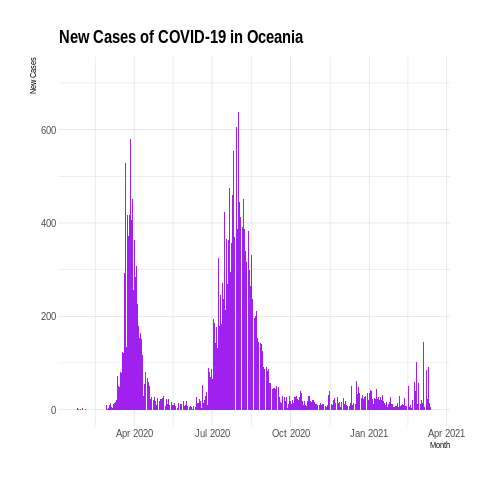 New Cases of COVID-19 in Oceania
New Cases
600
400
200
0
Apr 2020
Jul 2020
Oct 2020
Jan 2021
Apr 2021
Month